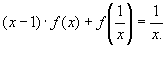 (x−1)· f(x) + f(1/x) = 1/x.